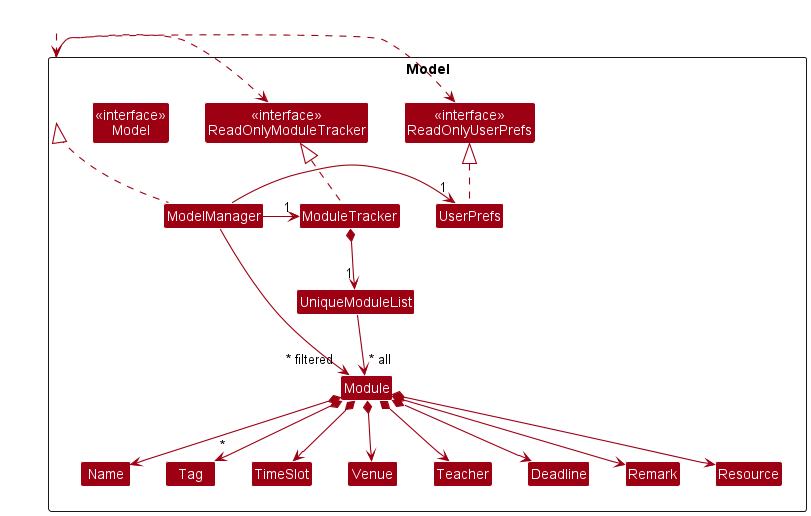 Model
«interface»
Model
«interface»
ReadOnlyModuleTracker
«interface»
ReadOnlyUserPrefs
1
1
ModelManager
ModuleTracker
UserPrefs
1
UniqueModuleList
* filtered
* all
Module
*
Name
Tag
TimeSlot
Venue
Teacher
Deadline
Remark
Resource